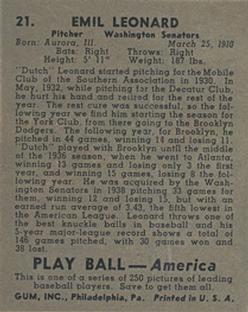 21. EMIL LEONARD
Pitcher Washington Senators
Born: Aurora, Ill. March 25, 1910
Bats: Right Throws: Right
Height: 5' 11" Weight: 187 lbs.
"Dutch" Leonard started pitching for the Mobile
Club of the Southern Association in 1930. In
May, 1932, while pitching for the Decatur Club,
he hurt his hand and retired for the rest of the
year. The rest cure was successful, so the fol-
lowing year we find him starting the season for
the York Club, from there going to the Brooklyn
Dodgers. The following year, for Brooklyn, he
pitched in 44 games, winning 14 and losing 11.
"Dutch" played with Brooklyn until the middle
of the 1936 season, when he went to Atlanta,
winning 13 games and losing only 3 the first
year, and winning 15 games, losing 8 the fol-
lowing year. He was acquired by the Wash-
ington Senators in 1938 pitching 33 games for
them, winning 12 and losing 15, but with an
earned run average of 3.43, the fifth lowest in
the American League. Leonard throws one of
the best knuckle balls in baseball and his
5-year major-league record shows a total of
146 games pitched, with 30 games won and
38 lost.
PLAY BALL—America
This is one of a series of 250 pictures of leading
baseball players. Save to get them all.
GUM, INC., Philadelphia, Pa. Printed in U. S. A.